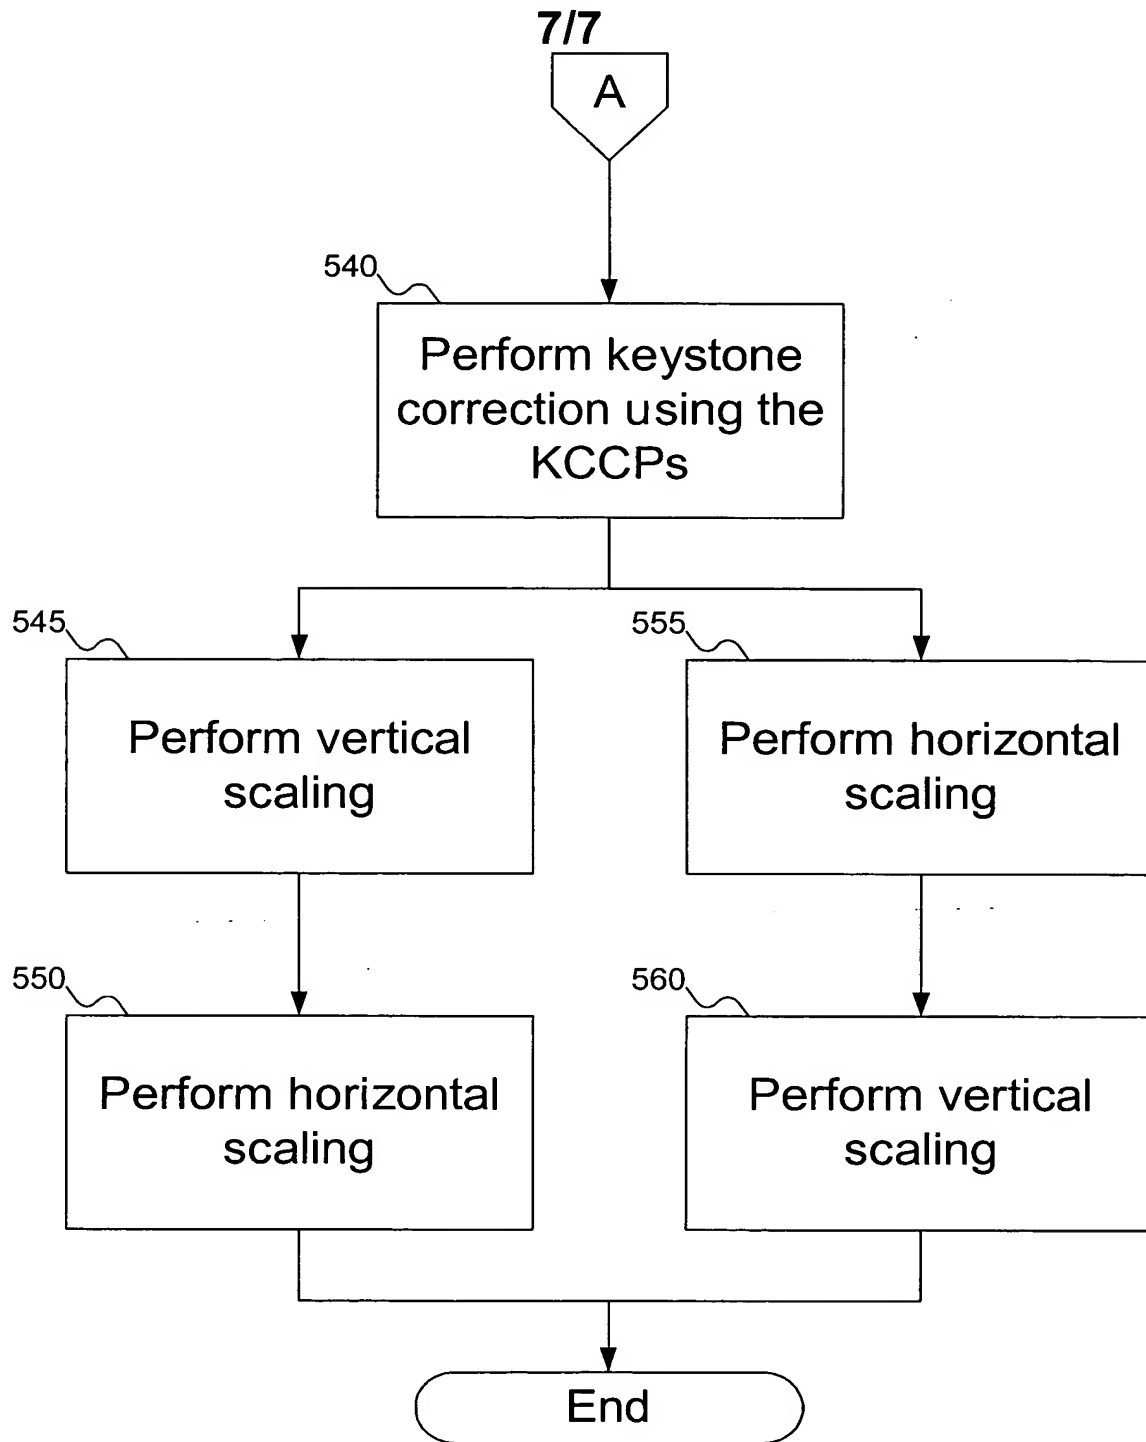 7/7
A
540
Perform keystone
correction using the
KCCPs
545
555
Perform vertical
scaling
Perform horizontal
scaling
550
560
Perform horizontal
scaling
Perform vertical
scaling
End